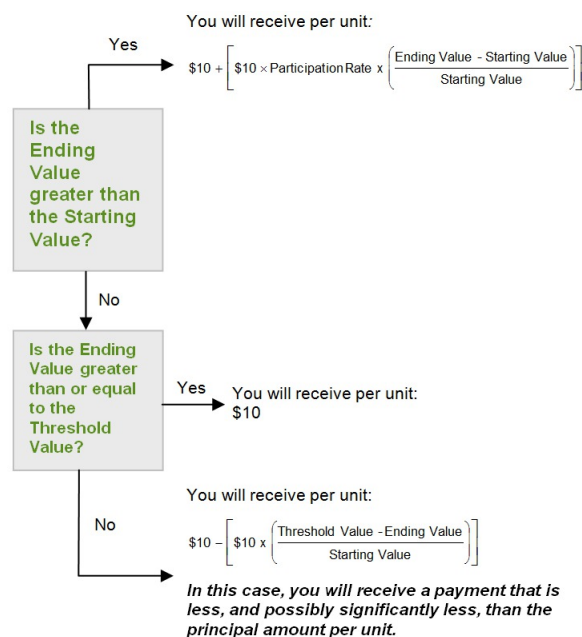 You will receive per unit:
Yes
$10 + [ $10 × Participation Rate x ( Ending Value - Starting Value / Starting Value ) ]
Is the
Ending
Value
greater than
the Starting
Value?
No
Is the Ending
Value greater
than or equal
to the
Threshold
Value?
Yes
You will receive per unit:
$10
You will receive per unit:
No
$10 – [ $10 x ( Threshold Value - Ending Value / Starting Value ) ]
In this case, you will receive a payment that is
less, and possibly significantly less, than the
principal amount per unit.